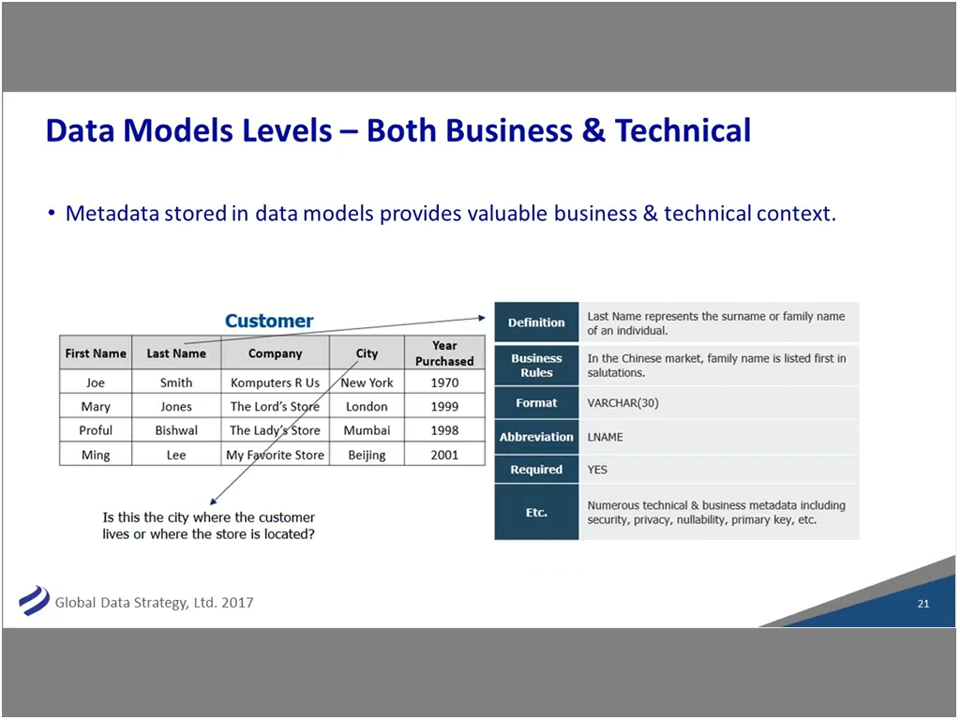 Data Models Levels – Both Business & Technical
• Metadata stored in data models provides valuable business & technical context.
Customer
First Name Last Name Company City Year Purchased
Joe Smith Komputers R Us New York 1970
Mary Jones The Lord's Store London 1999
Proful Bishwal The Lady's Store Mumbai 1998
Ming Lee My Favorite Store Beijing 2001
Is this the city where the customer
lives or where the store is located?
Definition Last Name represents the surname or family name
of an individual.
Business Rules In the Chinese market, family name is listed first in
salutations.
Format VARCHAR(30)
Abbreviation LNAME
Required YES
Etc. Numerous technical & business metadata including
security, privacy, nullability, primary key, etc.
Global Data Strategy, Ltd. 2017
21